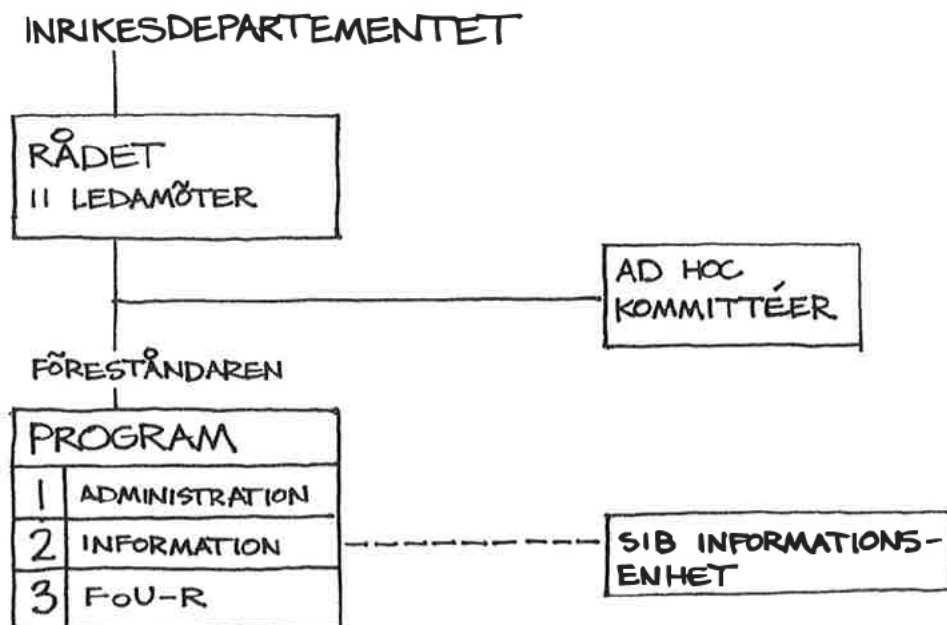 INRIKESDEPARTEMENTET
RÅDET
11 LEDAMÖTER
AD HOC
KOMMITTÉER
FÖRESTÅNDAREN
PROGRAM
1 ADMINISTRATION
2 INFORMATION
SIB INFORMATIONS-
ENHET
3 FoU-R